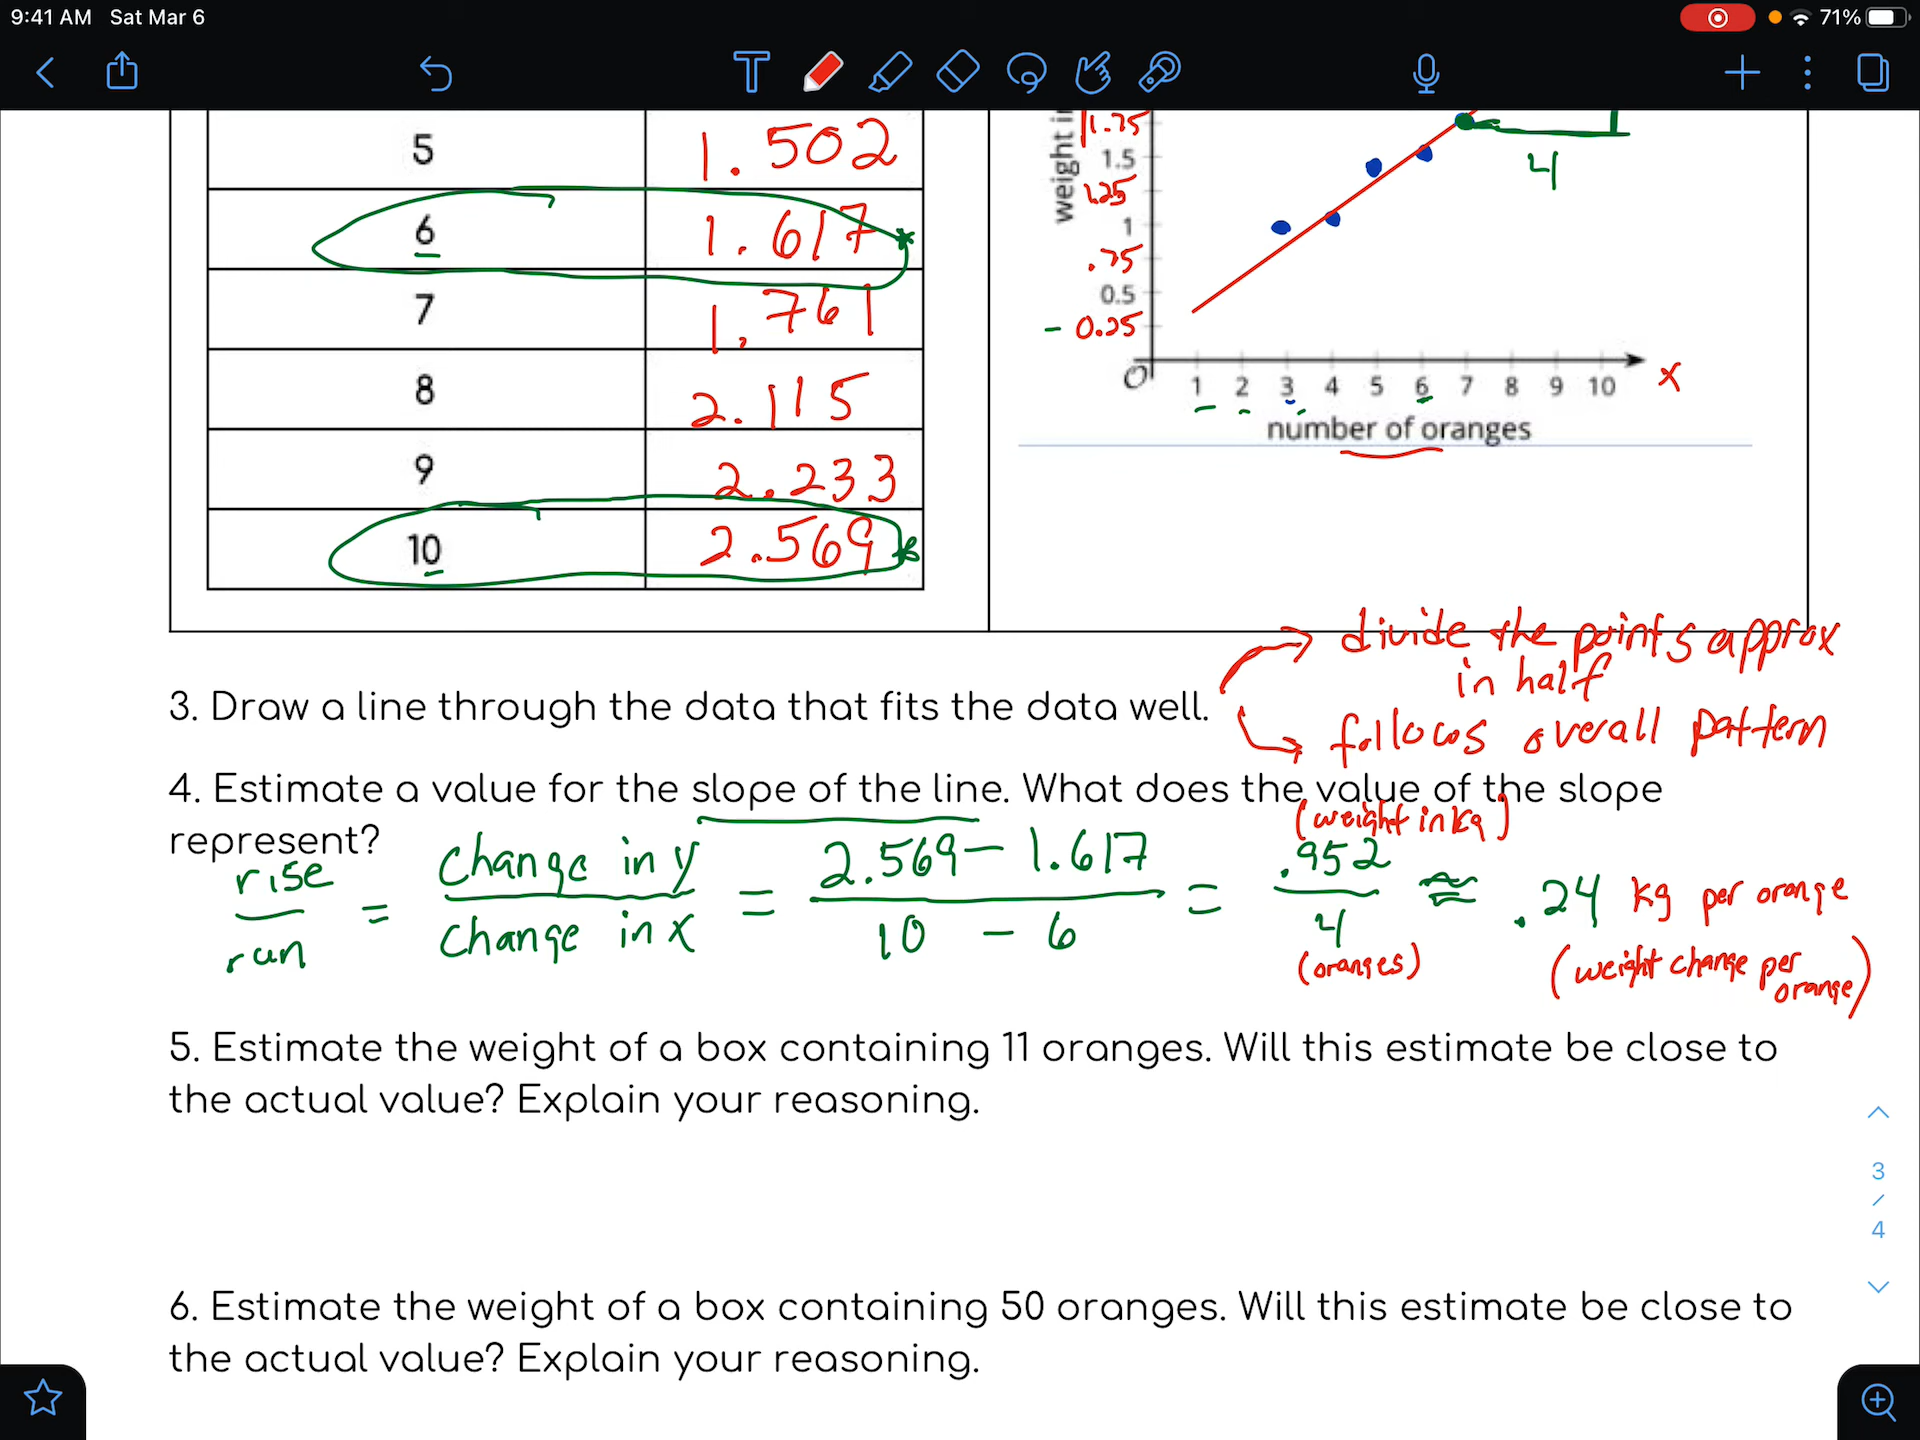 9:41 AM Sat Mar 6
71%
T
5 1.502
6 1.617
7 1.761
8 2.115
9 2.233
10 2.569
weight i
1.75
1.5
1.25
1
.75
0.5
- 0.25
4
O 1 2 3 4 5 6 7 8 9 10 x
number of oranges
divide the points approx
in half
3. Draw a line through the data that fits the data well.
follows overall pattern
4. Estimate a value for the slope of the line. What does the value of the slope
represent?
(weight in kg)
rise = change in y = 2.569 - 1.617 = .952 ≅ .24 kg per orange
run change in x 10 - 6 4
(oranges) (weight change per
orange)
5. Estimate the weight of a box containing 11 oranges. Will this estimate be close to
the actual value? Explain your reasoning.
3
/
4
6. Estimate the weight of a box containing 50 oranges. Will this estimate be close to
the actual value? Explain your reasoning.